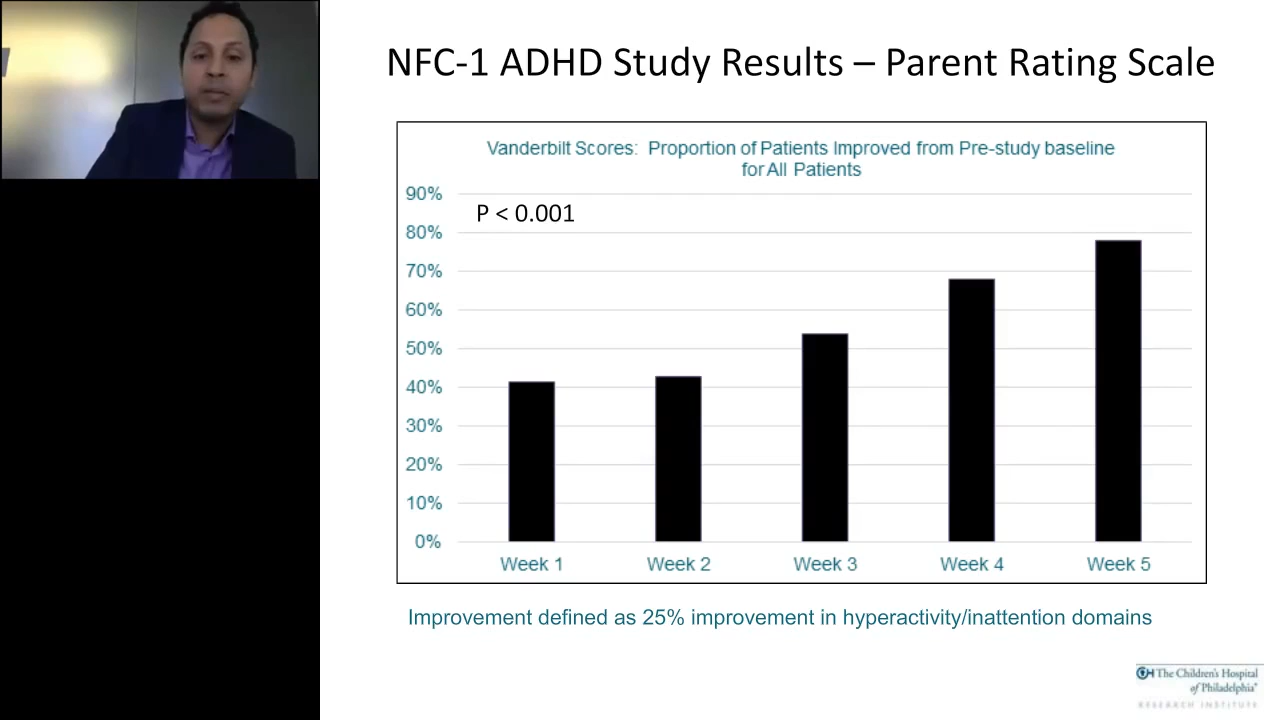 NFC-1 ADHD Study Results – Parent Rating Scale
Vanderbilt Scores: Proportion of Patients Improved from Pre-study baseline
for All Patients
90%
P < 0.001
80%
70%
60%
50%
40%
30%
20%
10%
0%
Week 1 Week 2 Week 3 Week 4 Week 5
Improvement defined as 25% improvement in hyperactivity/inattention domains
CH The Children's Hospital
of Philadelphia®
RESEARCH INSTITUTE